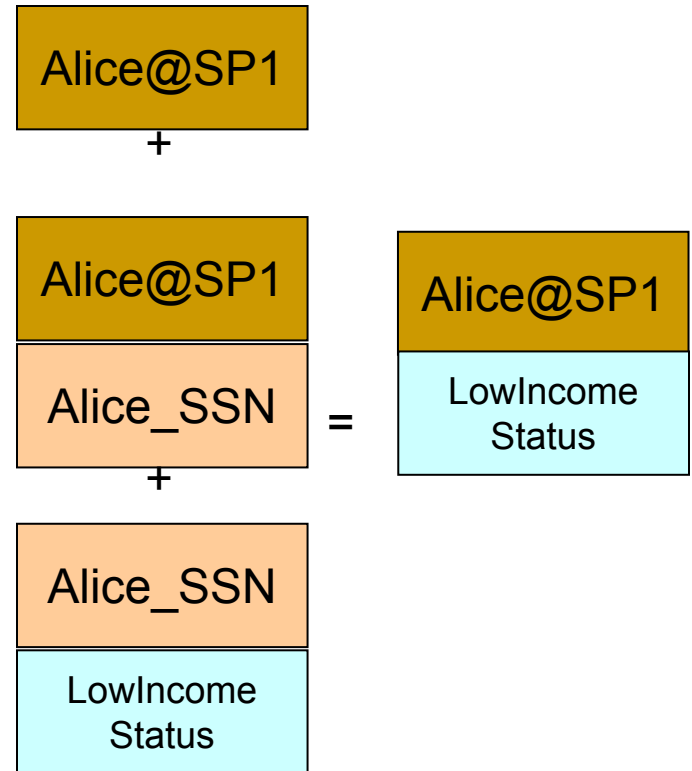 Alice@SP1
+
Alice@SP1
Alice_SSN
+
Alice_SSN
LowIncome
Status
=
Alice@SP1
LowIncome
Status